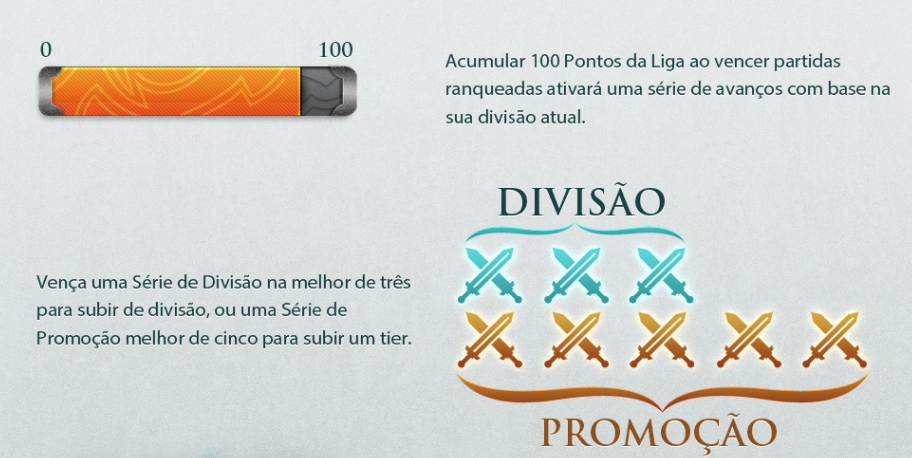 0 100
Acumular 100 Pontos da Liga ao vencer partidas
ranqueadas ativará uma série de avanços com base na
sua divisão atual.
DIVISÃO
Vença uma Série de Divisão na melhor de três
para subir de divisão, ou uma Série de
Promoção melhor de cinco para subir um tier.
PROMOÇÃO